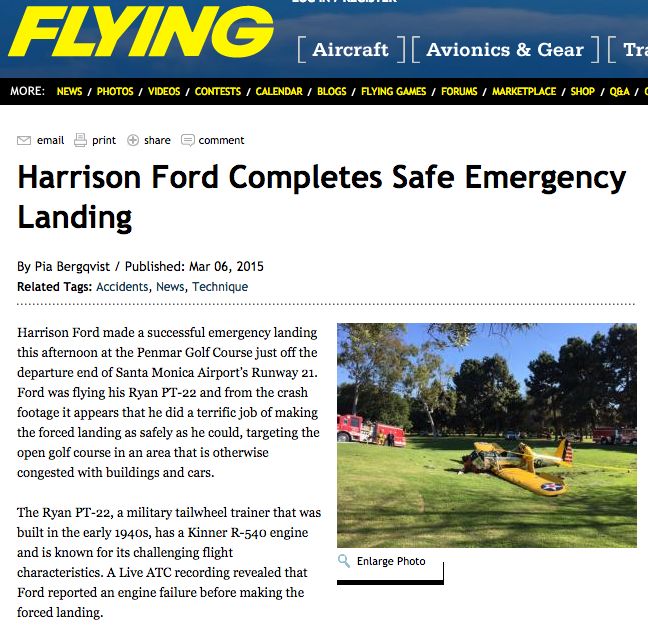 LOG IN / REGISTER
FLYING
[ Aircraft ] [ Avionics & Gear ] [
MORE: NEWS / PHOTOS / VIDEOS / CONTESTS / CALENDAR / BLOGS / FLYING GAMES / FORUMS / MARKETPLACE / SHOP / Q&A /
email print share comment
Harrison Ford Completes Safe Emergency
Landing
By Pia Bergqvist / Published: Mar 06, 2015
Related Tags: Accidents, News, Technique
Harrison Ford made a successful emergency landing
this afternoon at the Penmar Golf Course just off the
departure end of Santa Monica Airport's Runway 21.
Ford was flying his Ryan PT-22 and from the crash
footage it appears that he did a terrific job of making
the forced landing as safely as he could, targeting the
open golf course in an area that is otherwise
congested with buildings and cars.
The Ryan PT-22, a military tailwheel trainer that was
built in the early 1940s, has a Kinner R-540 engine
and is known for its challenging flight
characteristics. A Live ATC recording revealed that
Ford reported an engine failure before making the
forced landing.
Enlarge Photo